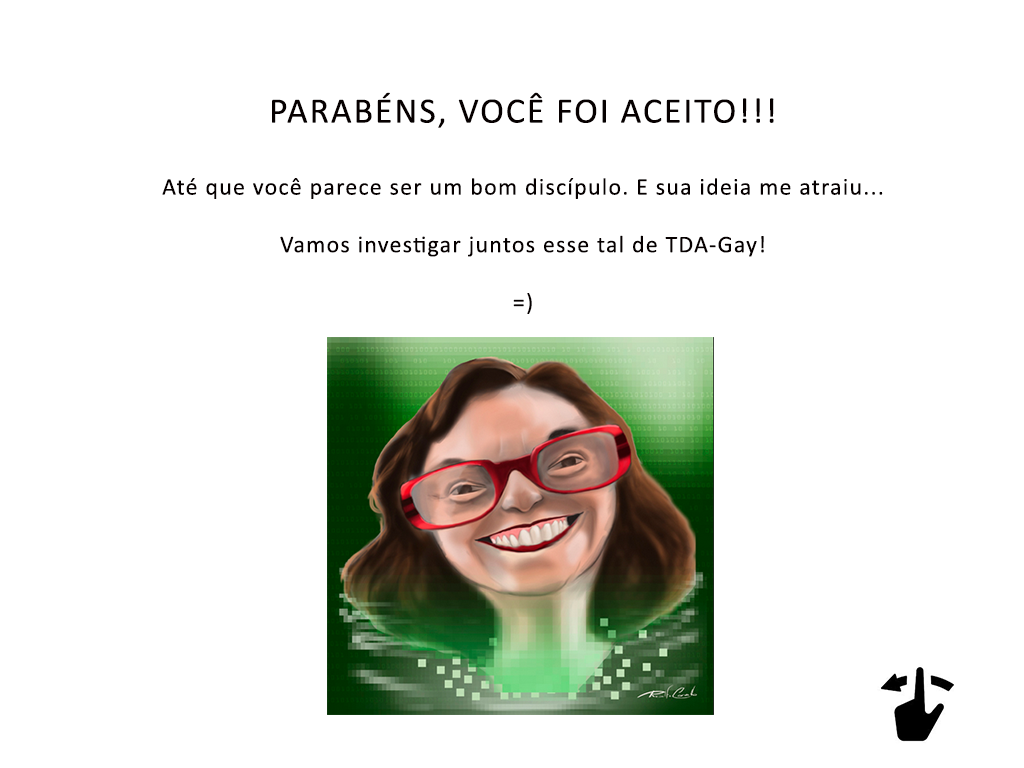 PARABÉNS, VOCÊ FOI ACEITO!!!
Até que você parece ser um bom discípulo. E sua ideia me atraiu...
Vamos investigar juntos esse tal de TDA-Gay!
=)